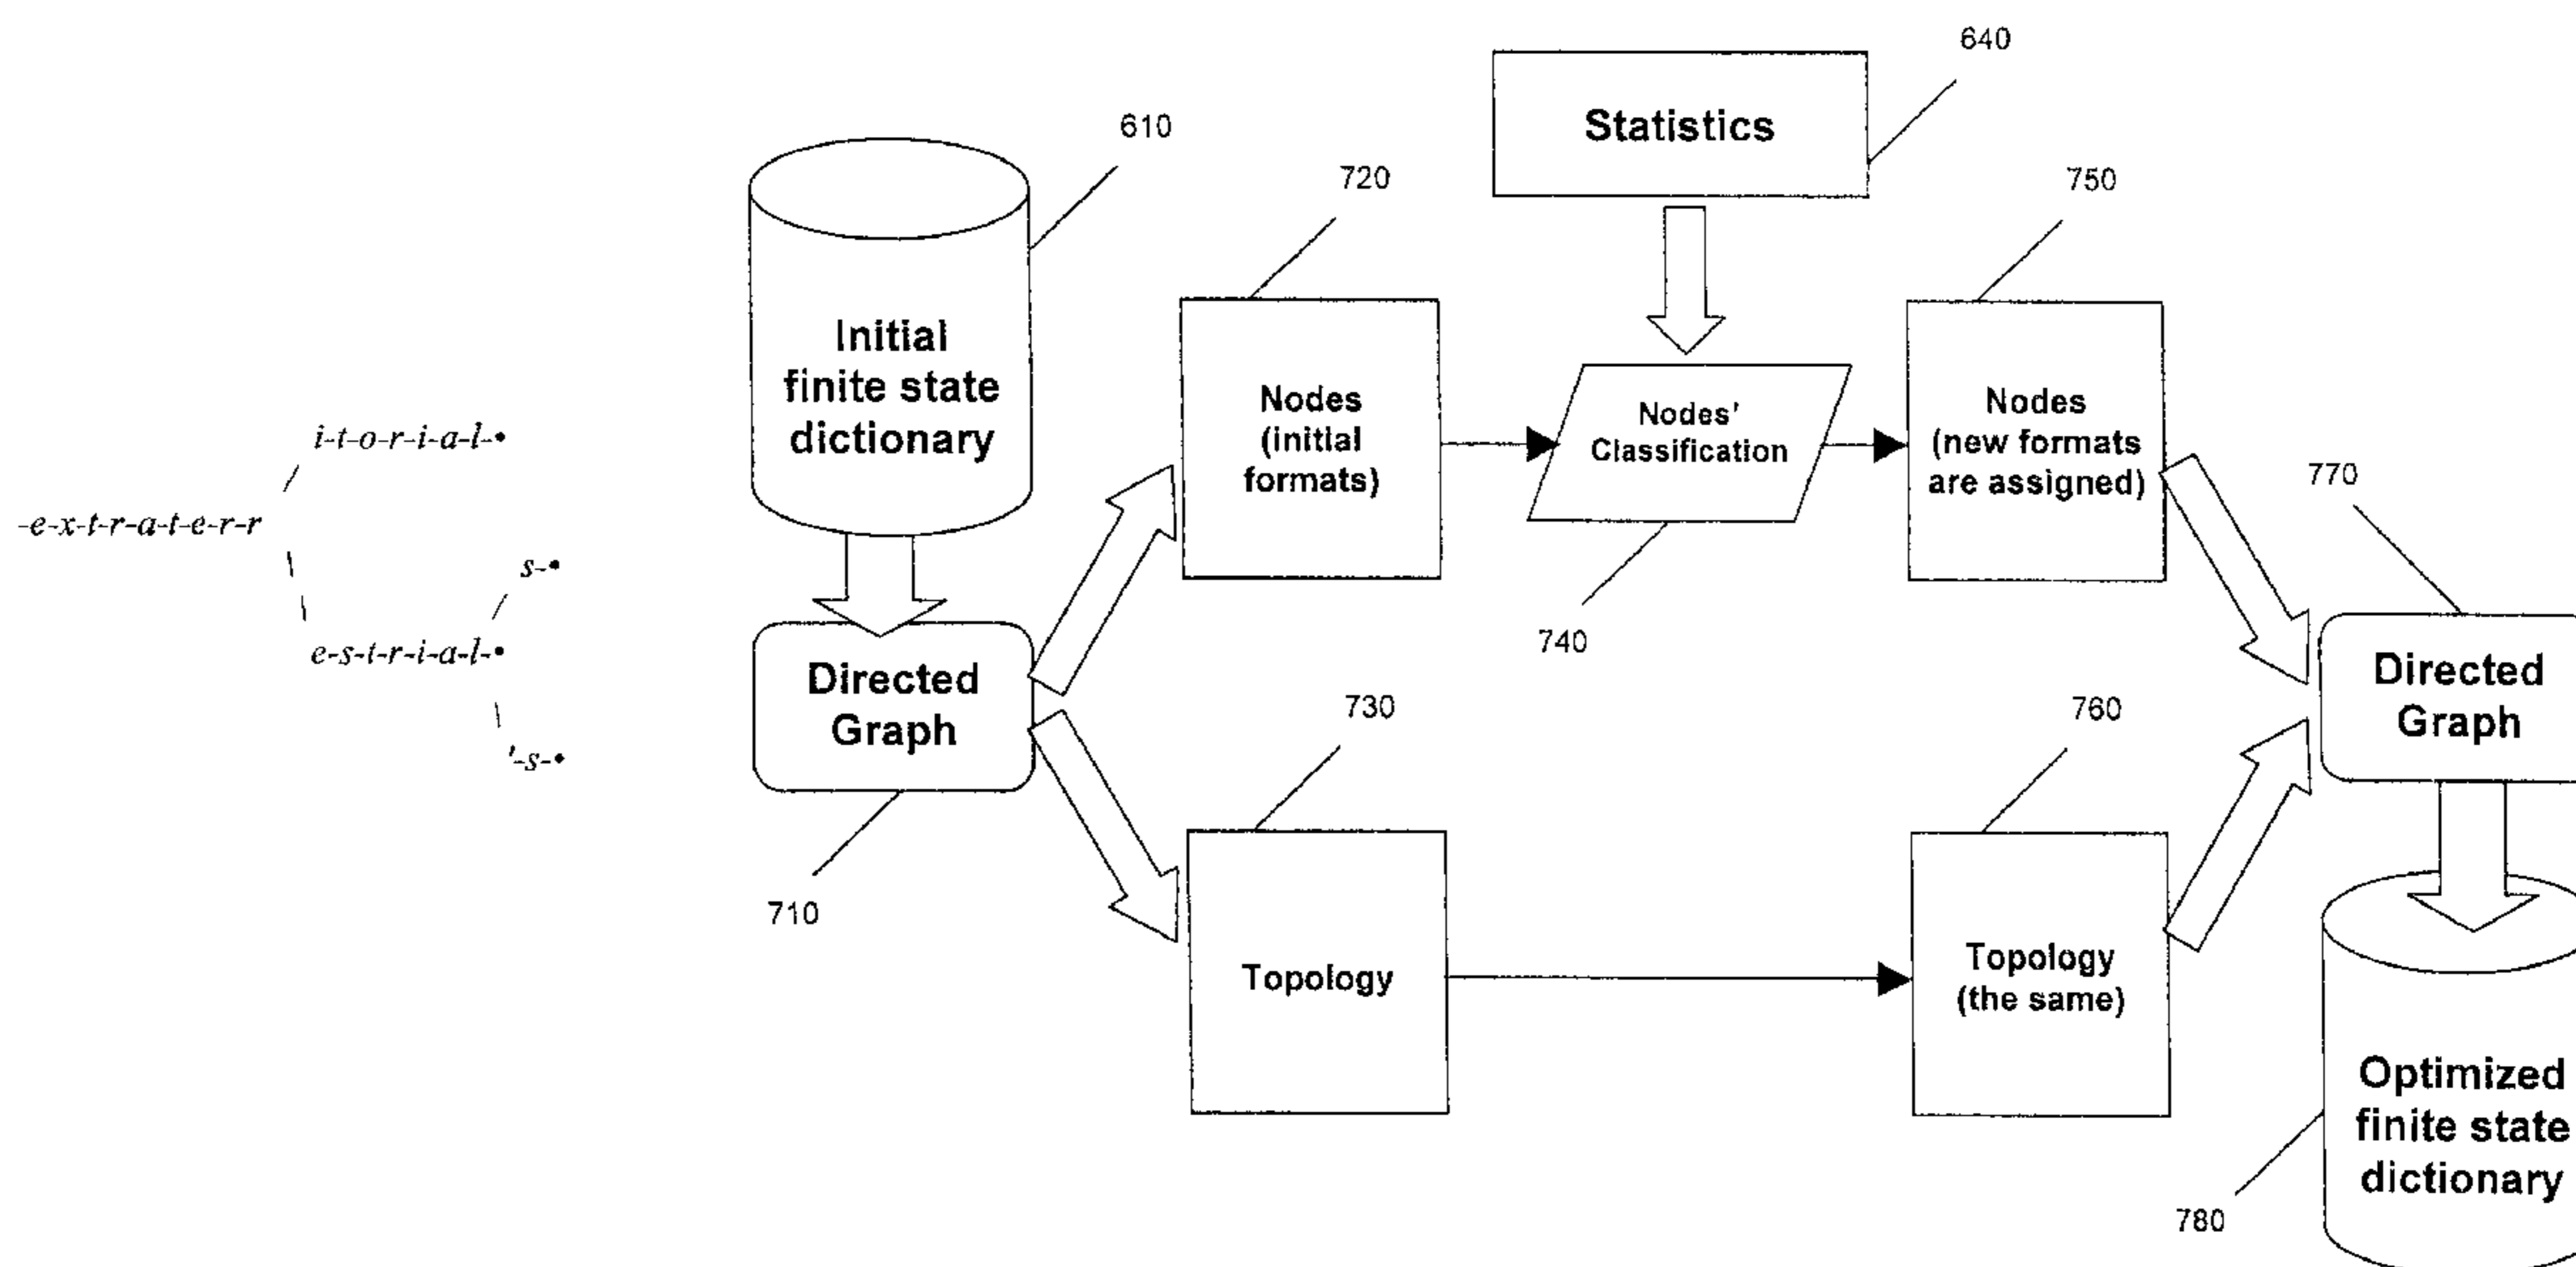 i-t-o-r-i-a-l-•
-e-x-t-r-a-t-e-r-r
s-•
e-s-t-r-i-a-l-•
'-s-•
610
Initial
finite state
dictionary
Directed
Graph
710
720
Nodes
(initial
formats)
730
Topology
640
Statistics
Nodes'
Classification
740
750
Nodes
(new formats
are assigned)
760
Topology
(the same)
770
Directed
Graph
Optimized
finite state
dictionary
780